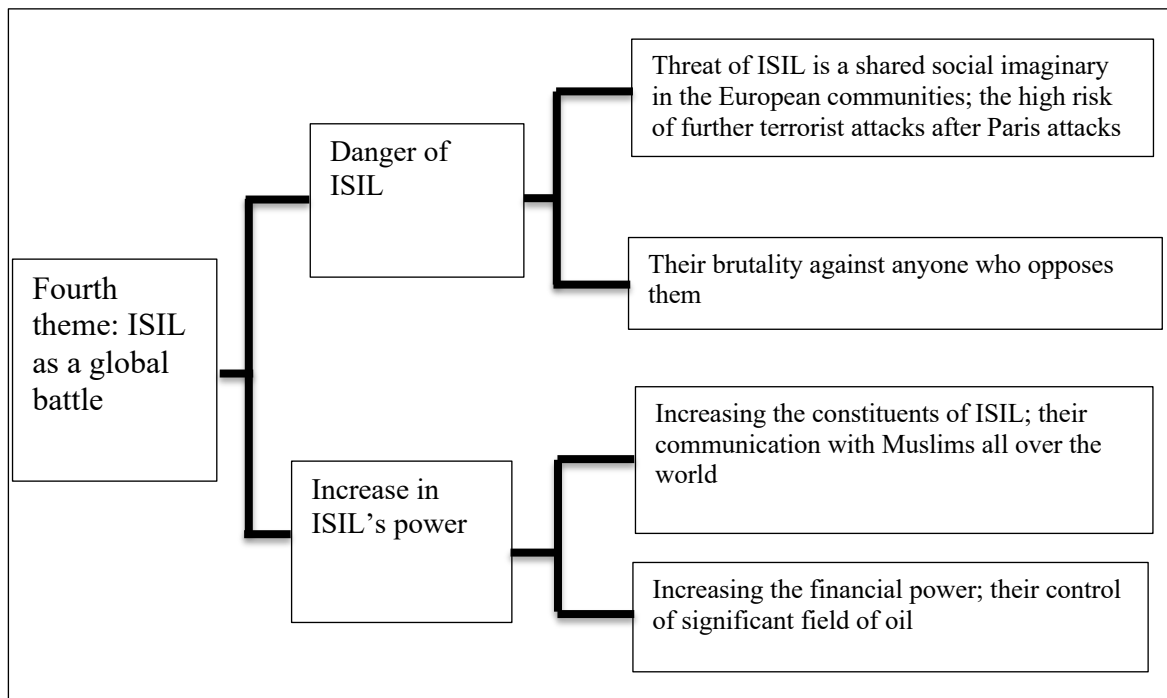 Fourth
theme: ISIL
as a global
battle
Danger of
ISIL
Threat of ISIL is a shared social imaginary
in the European communities; the high risk
of further terrorist attacks after Paris attacks
Their brutality against anyone who opposes
them
Increase in
ISIL’s power
Increasing the constituents of ISIL; their
communication with Muslims all over the
world
Increasing the financial power; their control
of significant field of oil